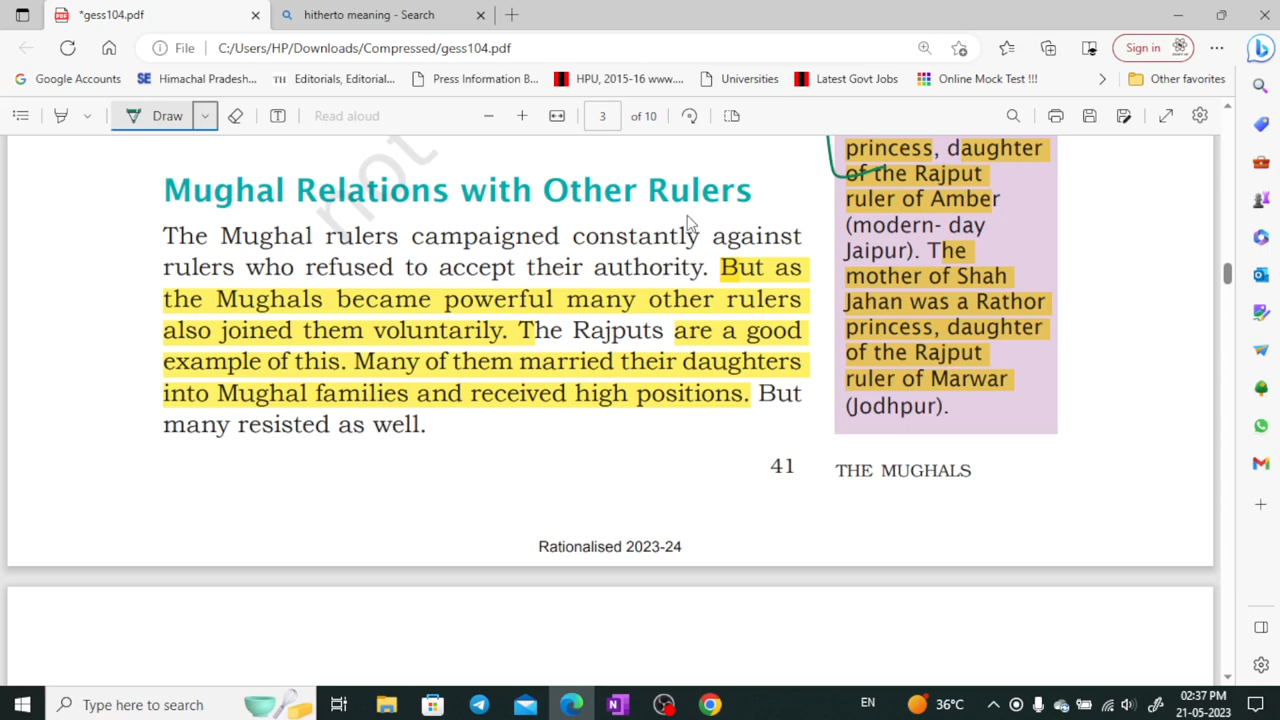 *gess104.pdf
hitherto meaning - Search
File
C:/Users/HP/Downloads/Compressed/gess104.pdf
Sign in
Google Accounts
SE Himachal Pradesh...
TH Editorials, Editorial...
Press Information B...
HPU, 2015-16 www....
Universities
Latest Govt Jobs
Online Mock Test !!!
Other favorites
Draw
Read aloud
3 of 10
not
Mughal Relations with Other Rulers
The Mughal rulers campaigned constantly against
rulers who refused to accept their authority. But as
the Mughals became powerful many other rulers
also joined them voluntarily. The Rajputs are a good
example of this. Many of them married their daughters
into Mughal families and received high positions. But
many resisted as well.
princess, daughter
of the Rajput
ruler of Amber
(modern- day
Jaipur). The
mother of Shah
Jahan was a Rathor
princess, daughter
of the Rajput
ruler of Marwar
(Jodhpur).
41
THE MUGHALS
Rationalised 2023-24
Type here to search
EN
36°C
02:37 PM
21-05-2023